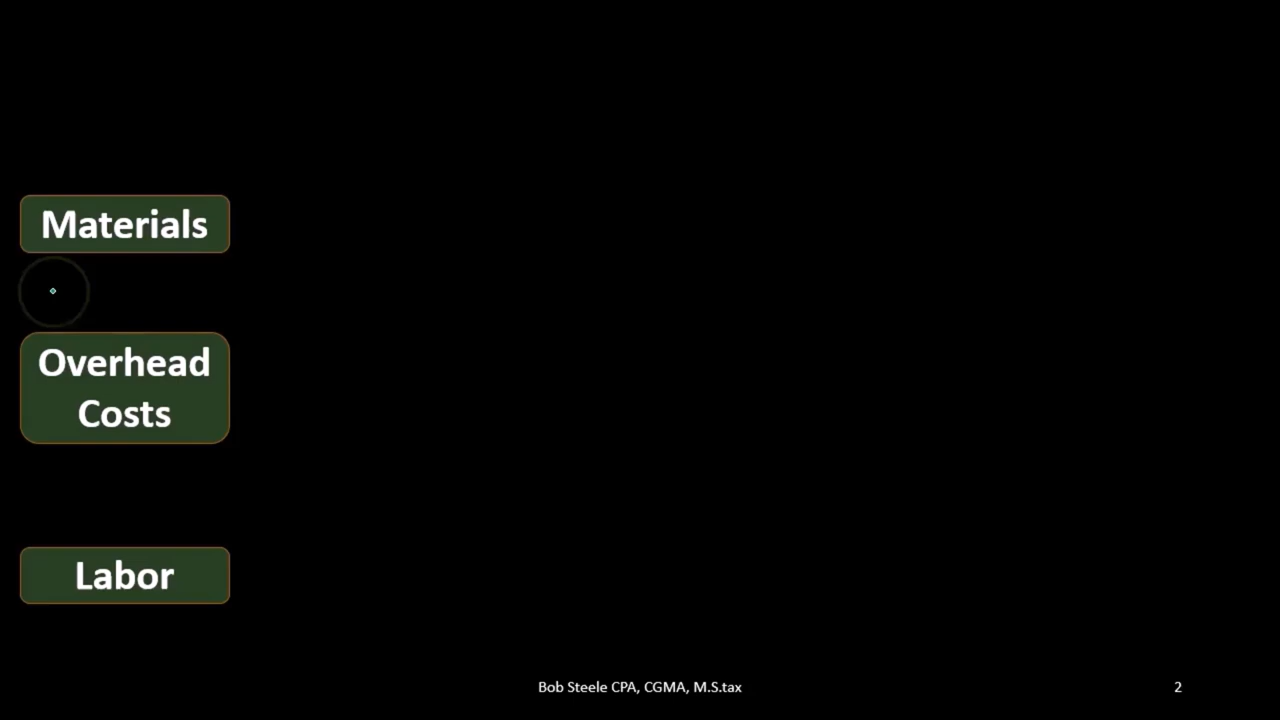 Materials
Overhead
Costs
Labor
Bob Steele CPA, CGMA, M.S.tax
2